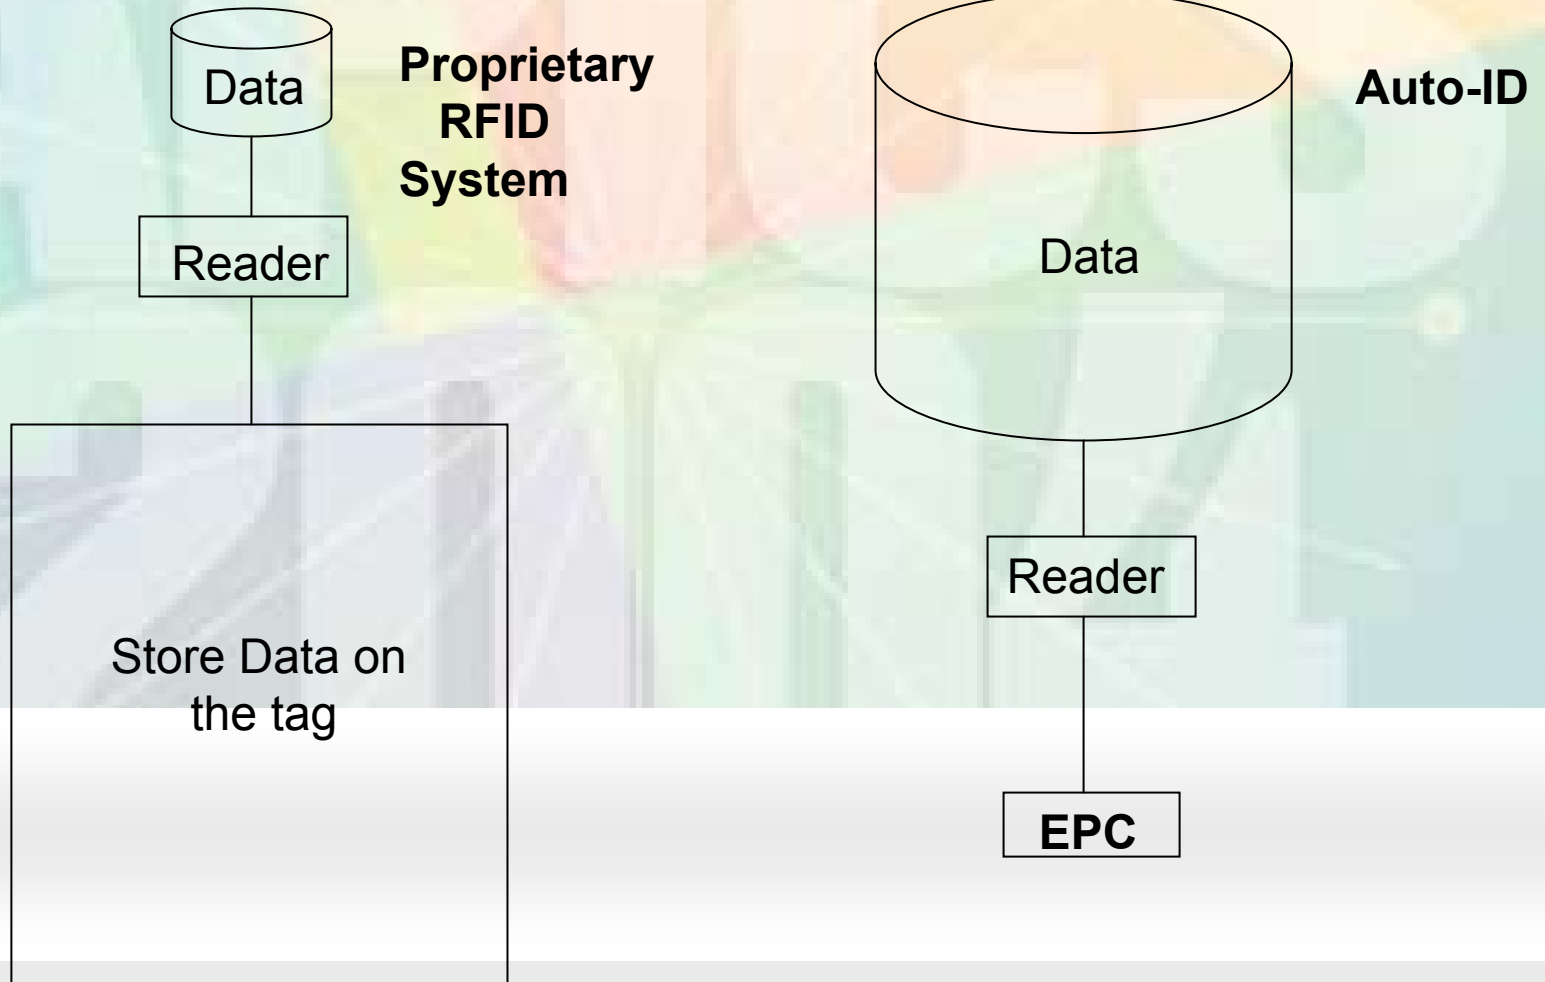 Data
Proprietary
RFID
System
Reader
Store Data on
the tag
Auto-ID
Data
Reader
EPC